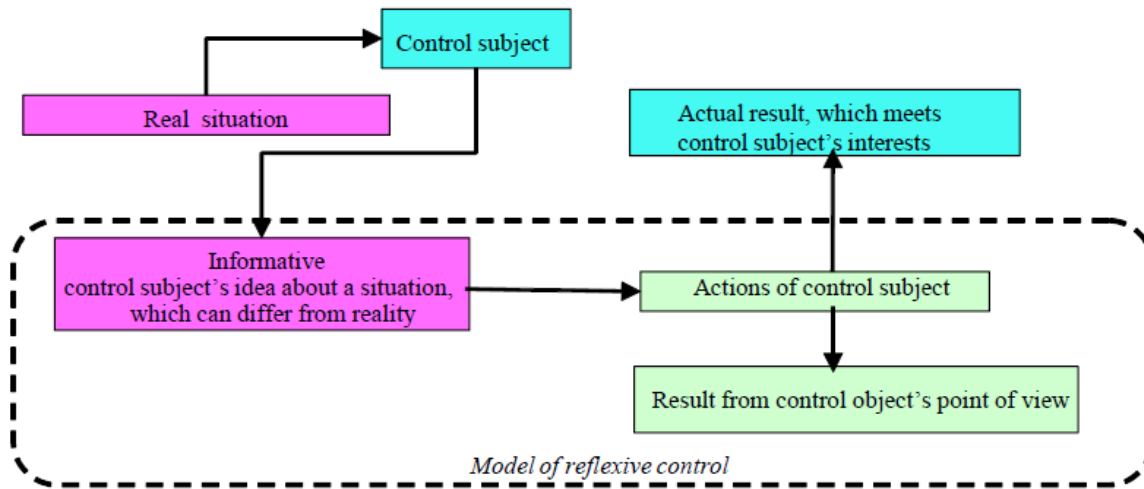 Control subject
Real situation
Actual result, which meets
control subject's interests
Informative
control subject's idea about a situation,
which can differ from reality
Actions of control subject
Result from control object's point of view
Model of reflexive control